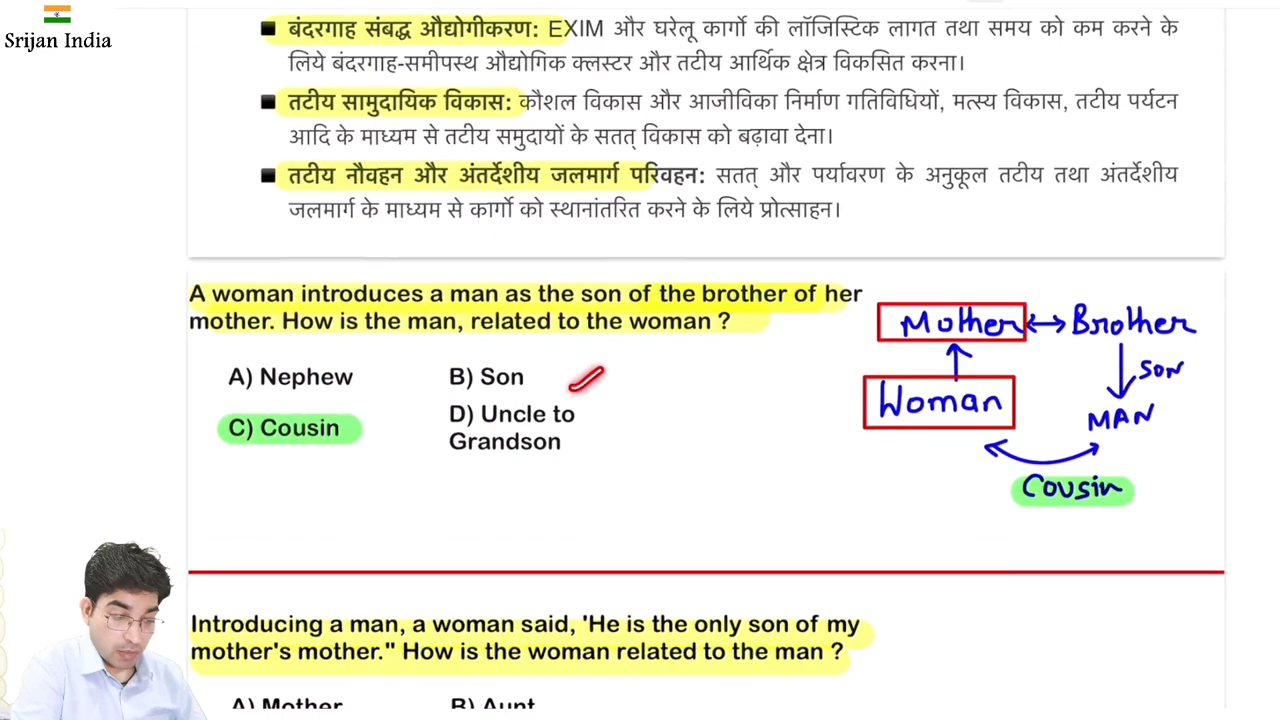 Srijan India
बंदरगाह संबद्ध औद्योगीकरण: EXIM और घरेलू कार्गो की लॉजिस्टिक लागत तथा समय को कम करने के
लिये बंदरगाह-समीपस्थ औद्योगिक क्लस्टर और तटीय आर्थिक क्षेत्र विकसित करना।
तटीय सामुदायिक विकास: कौशल विकास और आजीविका निर्माण गतिविधियों, मत्स्य विकास, तटीय पर्यटन
आदि के माध्यम से तटीय समुदायों के सतत् विकास को बढ़ावा देना।
तटीय नौवहन और अंतर्देशीय जलमार्ग परिवहन: सतत् और पर्यावरण के अनुकूल तटीय तथा अंतर्देशीय
जलमार्ग के माध्यम से कार्गो को स्थानांतरित करने के लिये प्रोत्साहन।
A woman introduces a man as the son of the brother of her
mother. How is the man, related to the woman ?
A) Nephew
B) Son
C) Cousin
D) Uncle to
Grandson
Mother
Brother
SON
Woman
MAN
Cousin
Introducing a man, a woman said, 'He is the only son of my
mother's mother." How is the woman related to the man ?
A) Mother
B) Aunt